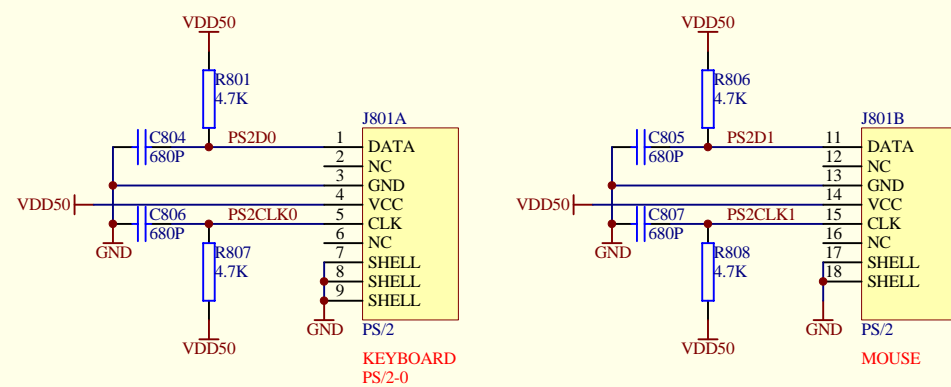 VDD50
R801
4.7K
J801A
C804
680P
PS2D0
1
DATA
2
NC
3
GND
VDD50
4
VCC
C806
680P
PS2CLK0
5
CLK
GND
6
NC
R807
4.7K
7
SHELL
8
SHELL
9
SHELL
GND
PS/2
VDD50
KEYBOARD
PS/2-0
VDD50
R806
4.7K
J801B
C805
680P
PS2D1
11
DATA
12
NC
13
GND
VDD50
14
VCC
C807
680P
PS2CLK1
15
CLK
GND
16
NC
R808
4.7K
17
SHELL
18
SHELL
GND
PS/2
VDD50
MOUSE